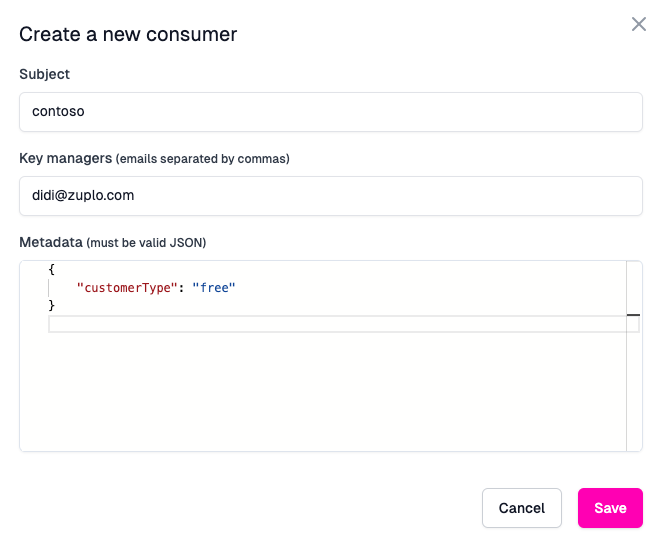 Create a new consumer
Subject
contoso
Key managers (emails separated by commas)
didi@zuplo.com
Metadata (must be valid JSON)
{
    "customerType": "free"
}
Cancel
Save